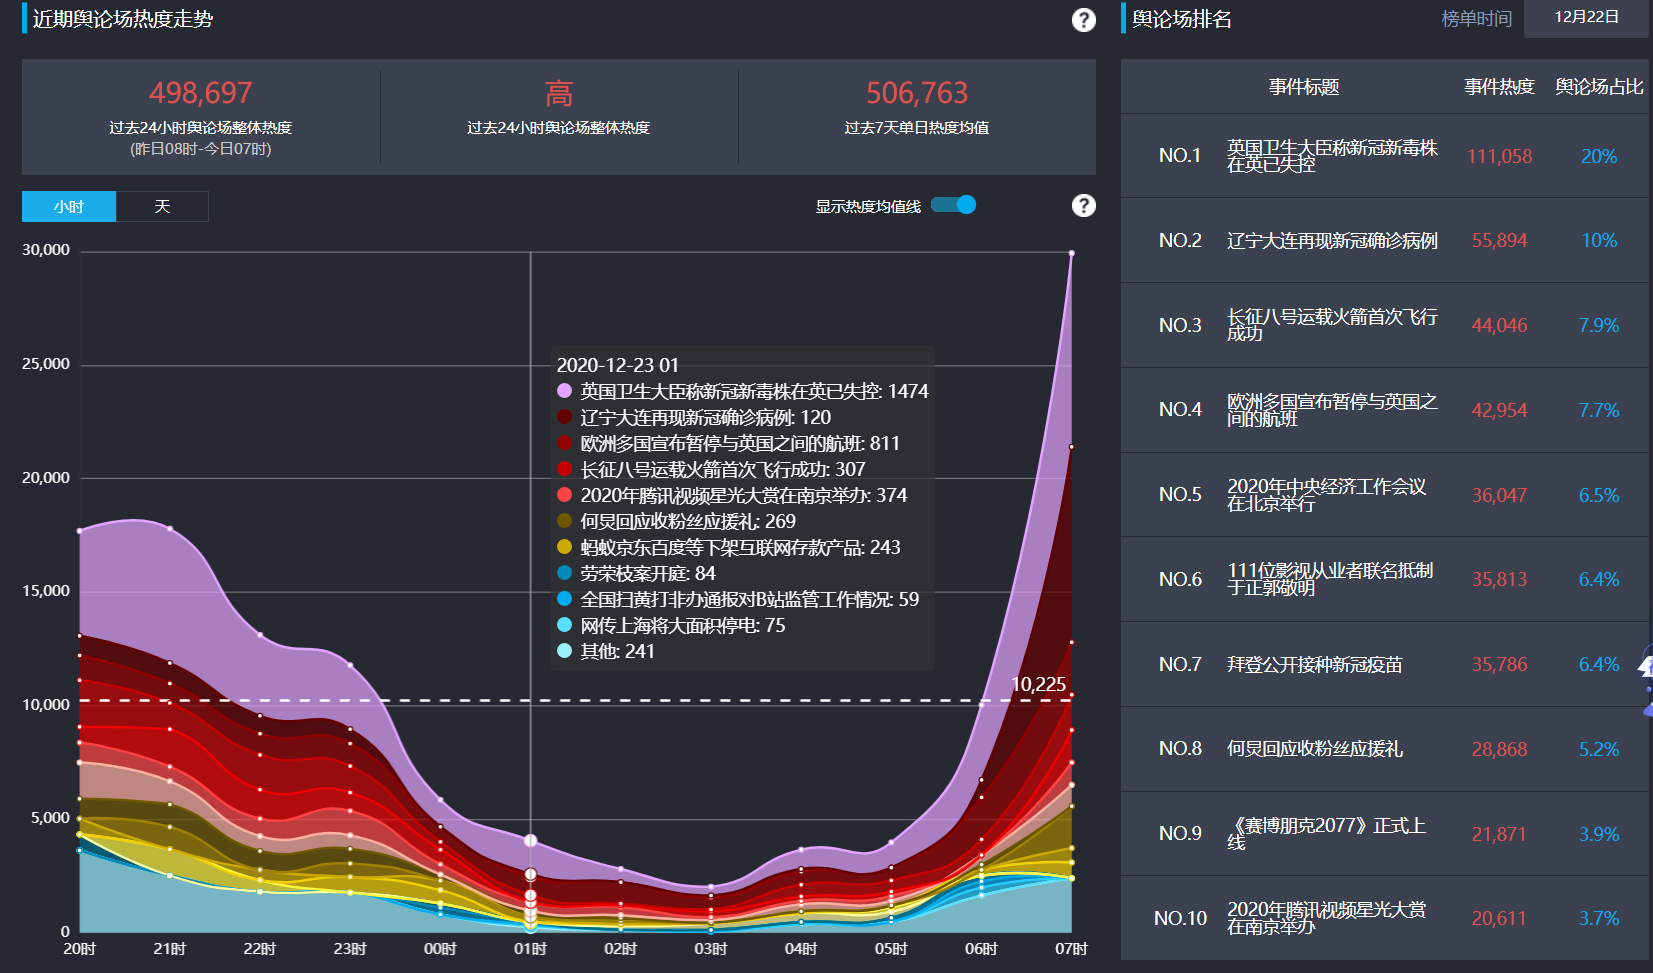 近期舆论场热度走势
?
498,697
过去24小时舆论场整体热度
(昨日08时-今日07时)
高
过去24小时舆论场整体热度
506,763
过去7天单日热度均值
小时
天
显示热度均值线
?
30,000
25,000
20,000
15,000
10,000
5,000
0
10,225
2020-12-23 01
英国卫生大臣称新冠新毒株在英已失控: 1474
辽宁大连再现新冠确诊病例: 120
欧洲多国宣布暂停与英国之间的航班: 811
长征八号运载火箭首次飞行成功: 307
2020年腾讯视频星光大赏在南京举办: 374
何炅回应收粉丝应援礼: 269
蚂蚁京东百度等下架互联网存款产品: 243
劳荣枝案开庭: 84
全国扫黄打非办通报对B站监管工作情况: 59
网传上海将大面积停电: 75
其他: 241
20时 21时 22时 23时 00时 01时 02时 03时 04时 05时 06时 07时
舆论场排名
榜单时间
12月22日
事件标题 事件热度 舆论场占比
NO.1 英国卫生大臣称新冠新毒株 111,058 20%
在英已失控
NO.2 辽宁大连再现新冠确诊病例 55,894 10%
NO.3 长征八号运载火箭首次飞行 44,046 7.9%
成功
NO.4 欧洲多国宣布暂停与英国之 42,954 7.7%
间的航班
NO.5 2020年中央经济工作会议 36,047 6.5%
在北京举行
NO.6 111位影视从业者联名抵制 35,813 6.4%
于正郭敬明
NO.7 拜登公开接种新冠疫苗 35,786 6.4%
NO.8 何炅回应收粉丝应援礼 28,868 5.2%
NO.9 《赛博朋克2077》正式上 21,871 3.9%
线
NO.10 2020年腾讯视频星光大赏 20,611 3.7%
在南京举办